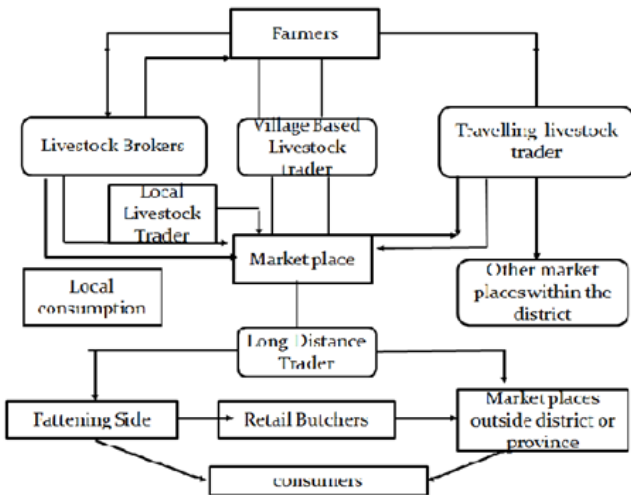 Farmers
Livestock Brokers
Village Based
Livestock
trader
Travelling livestock
trader
Local
Livestock
Trader
Market place
Other market
places within the
district
Local
consumption
Long Distance
Trader
Fattening Side
Retail Butchers
Market places
outside district or
province
consumers